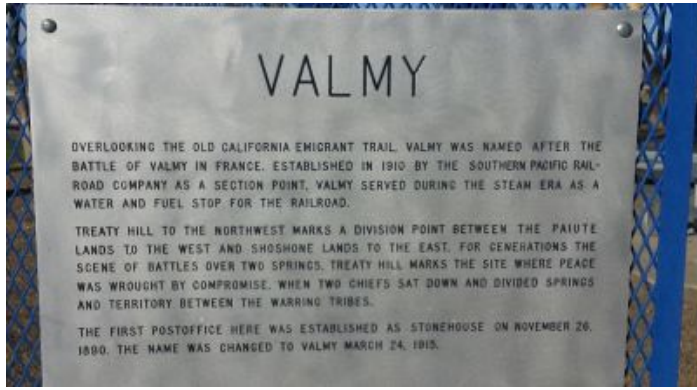 VALMY
OVERLOOKING THE OLD CALIFORNIA EMIGRANT TRAIL, VALMY WAS NAMED AFTER THE
BATTLE OF VALMY IN FRANCE. ESTABLISHED IN 1910 BY THE SOUTHERN PACIFIC RAIL-
ROAD COMPANY AS A SECTION POINT, VALMY SERVED DURING THE STEAM ERA AS A
WATER AND FUEL STOP FOR THE RAILROAD.
TREATY HILL TO THE NORTHWEST MARKS A DIVISION POINT BETWEEN THE PAIUTE
LANDS TO THE WEST AND SHOSHONE LANDS TO THE EAST. FOR GENEHATIONS THE
SCENE OF BATTLES OVER TWO SPRINGS, TREATY HILL MARKS THE SITE WHERE PEACE
WAS WROUGHT BY COMPROMISE, WHEN TWO CHIEFS SAT DOWN AND DIVIDED SPRINGS
AND TERRITORY BETWEEN THE WARRING TRIBES.
THE FIRST POSTOFFICE HERE WAS ESTABLISHED AS STONEHOUSE ON NOVEMBER 26,
1890. THE NAME WAS CHANGED TO VALMY MARCH 24, 1915.